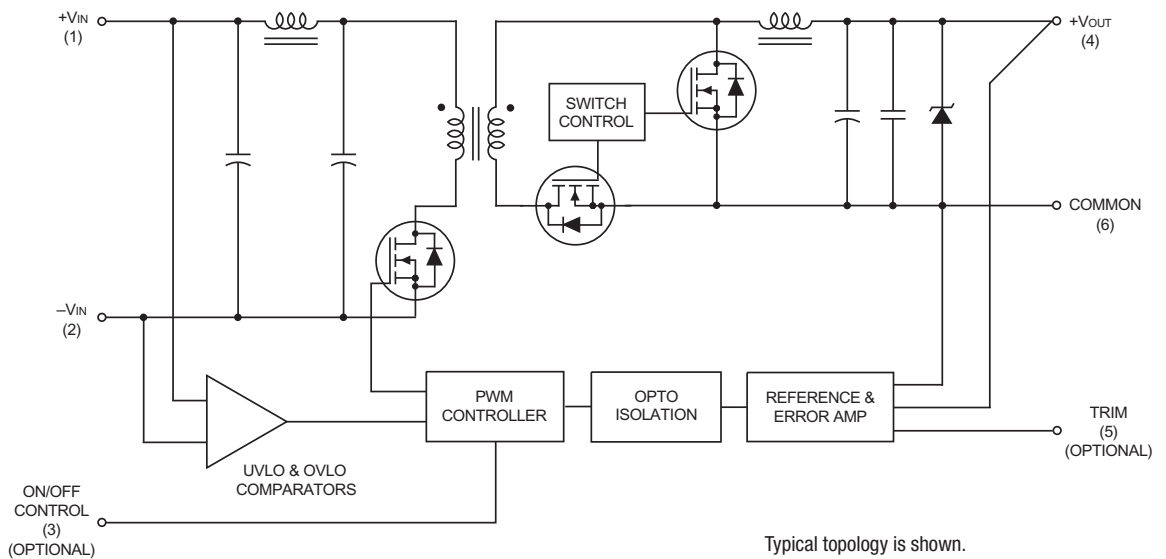 +VIN
(1)
+VOUT
(4)
SWITCH
CONTROL
COMMON
(6)
–VIN
(2)
PWM
CONTROLLER
OPTO
ISOLATION
REFERENCE &
ERROR AMP
TRIM
(5)
(OPTIONAL)
UVLO & OVLO
COMPARATORS
ON/OFF
CONTROL
(3)
(OPTIONAL)
Typical topology is shown.